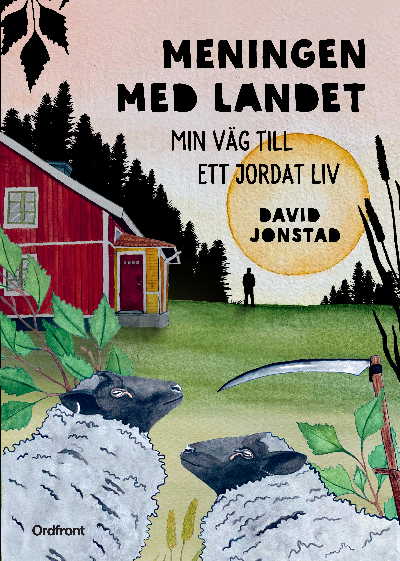 MENINGEN
MED LANDET
MIN VÄG TILL
ETT JORDAT LIV
DAVID
JONSTAD
Ordfront